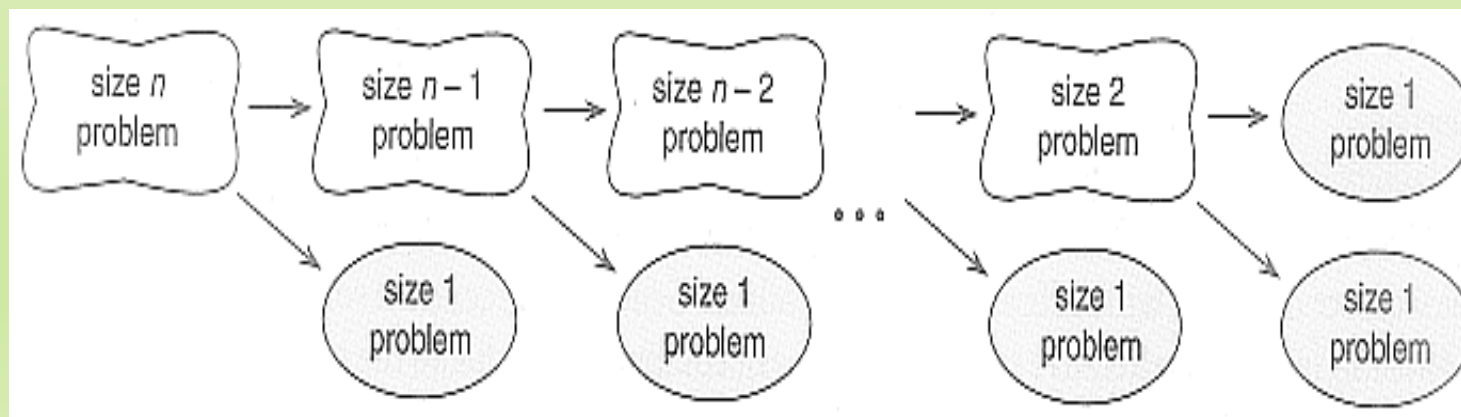 size n
problem
size n – 1
problem
size n – 2
problem
size 2
problem
size 1
problem
size 1
problem
size 1
problem
size 1
problem
size 1
problem